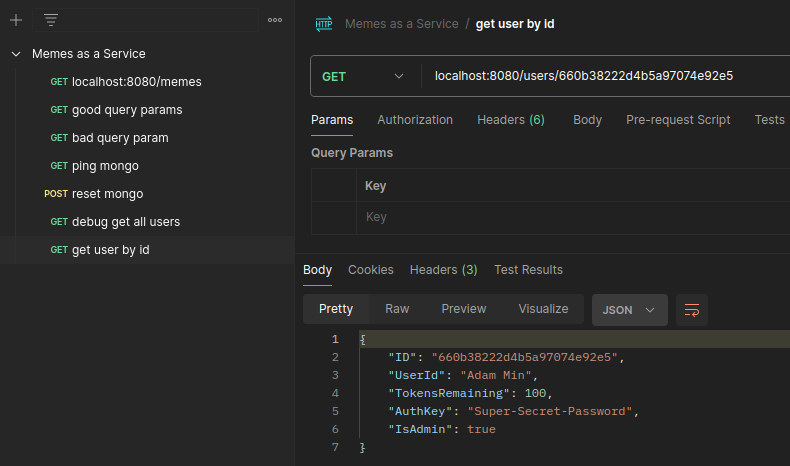 Memes as a Service
GET localhost:8080/memes
GET good query params
GET bad query param
GET ping mongo
POST reset mongo
GET debug get all users
GET get user by id
HTTP Memes as a Service / get user by id
GET localhost:8080/users/660b38222d4b5a97074e92e5
Params Authorization Headers (6) Body Pre-request Script Tests
Query Params
Key
Key
Body Cookies Headers (3) Test Results
Pretty Raw Preview Visualize JSON
1 {
2 "ID": "660b38222d4b5a97074e92e5",
3 "UserId": "Adam Min",
4 "TokensRemaining": 100,
5 "AuthKey": "Super-Secret-Password",
6 "IsAdmin": true
7 }